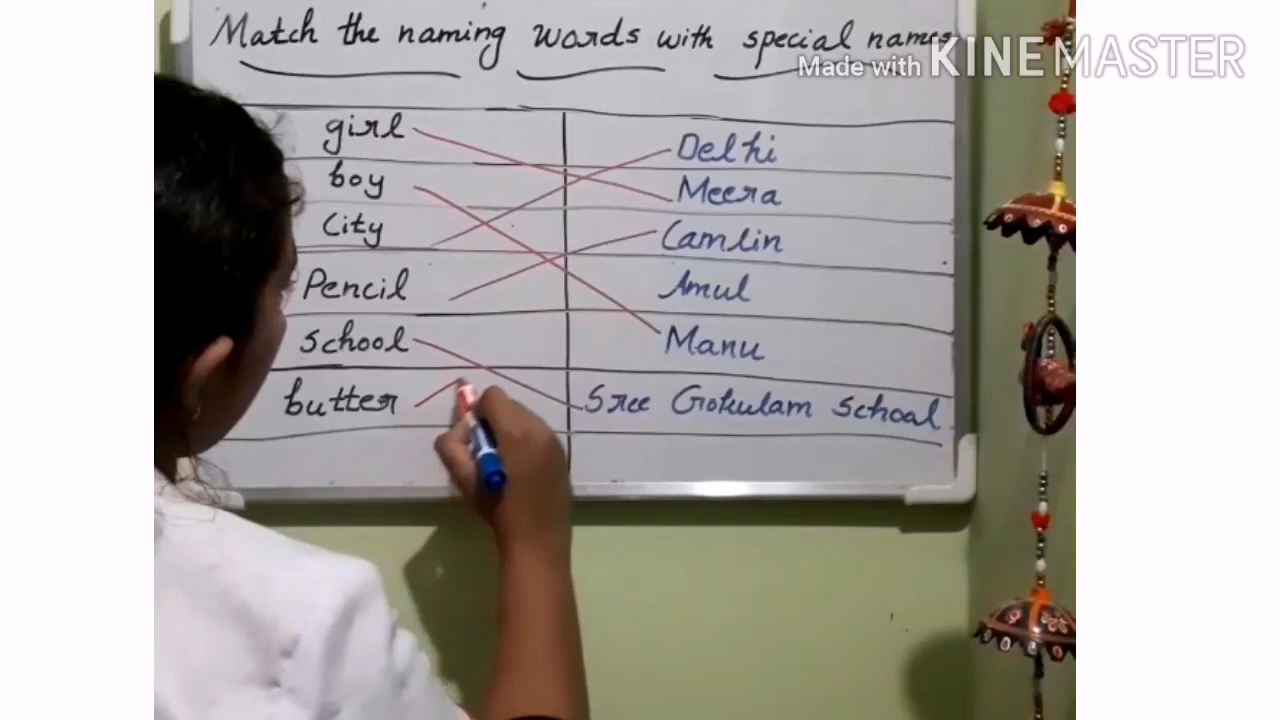 Match the naming words with special names
Made with KINEMASTER
girl Delhi
boy Meera
City Camlin
Pencil Amul
school Manu
butter Sree Gokulam School